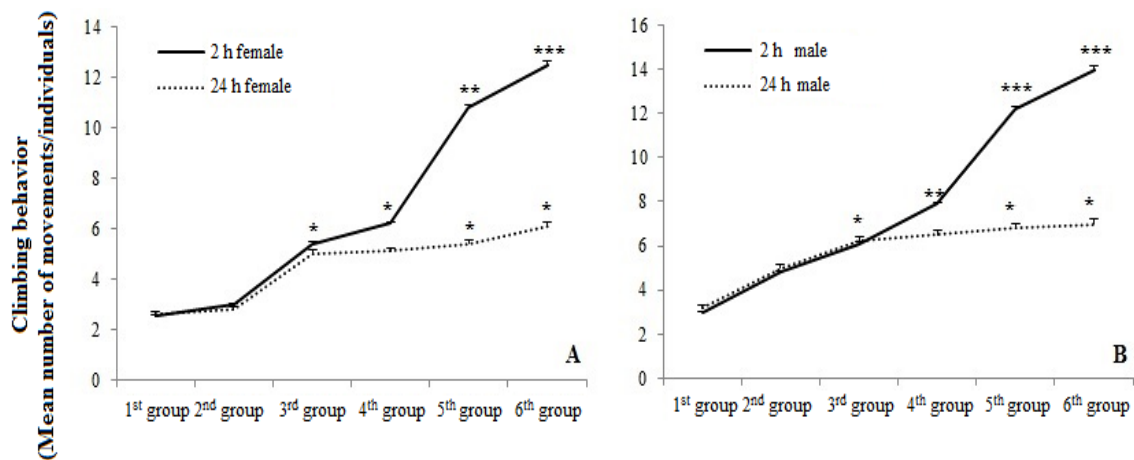 Climbing behavior
(Mean number of movements/individuals)
14
12
10
8
6
4
2
0
2 h female
24 h female
*
*
**
*
***
*
A
1st group 2nd group 3rd group 4th group 5th group 6th group
16
14
12
10
8
6
4
2
0
2 h male
24 h male
*
**
***
*
***
*
B
1st group 2nd group 3rd group 4th group 5th group 6th group